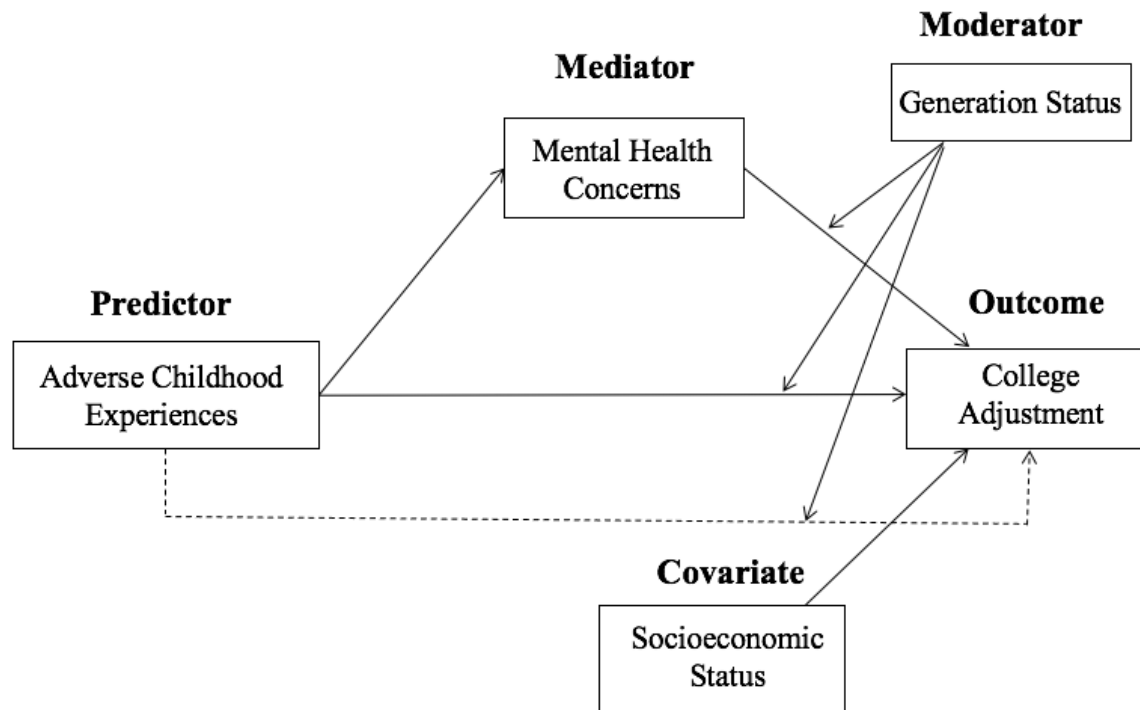 Moderator
Generation Status
Mediator
Mental Health
Concerns
Predictor
Adverse Childhood
Experiences
Outcome
College
Adjustment
Covariate
Socioeconomic
Status